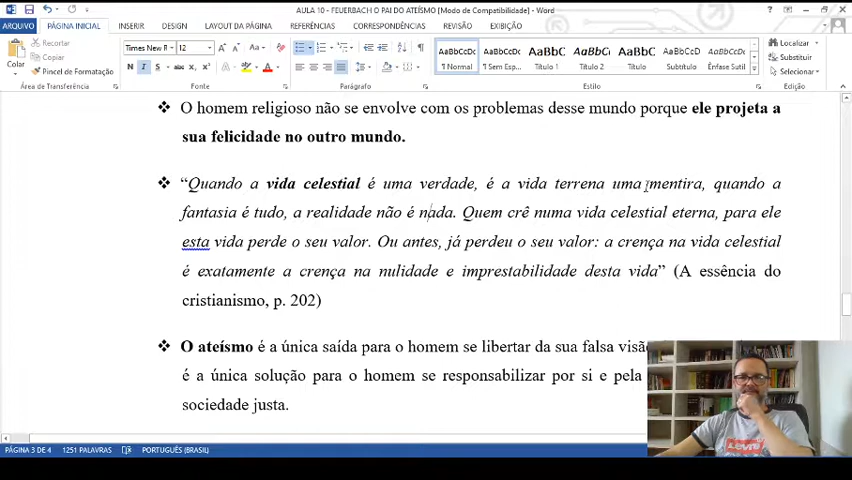 AULA 10 - FEUERBACH O PAI DO ATEÍSMO [Modo de Compatibilidade] - Word
ARQUIVO PÁGINA INICIAL INSERIR DESIGN LAYOUT DA PÁGINA REFERÊNCIAS CORRESPONDÊNCIAS REVISÃO EXIBIÇÃO
Recortar
Copiar
Pincel de Formatação
Colar
Área de Transferência
Times New R 12
N I S
Fonte
Parágrafo
AaBbCcDc AaBbCcDc AaBbC AaBbCc AaBbC AaBbCcD AaBbCcDc
¶ Normal ¶ Sem Esp... Título 1 Título 2 Título Subtítulo Ênfase Sutil
Estilo
Localizar
Substituir
Selecionar
Edição
❖ O homem religioso não se envolve com os problemas desse mundo porque ele projeta a
sua felicidade no outro mundo.
❖ “Quando a vida celestial é uma verdade, é a vida terrena uma mentira, quando a
fantasia é tudo, a realidade não é nada. Quem crê numa vida celestial eterna, para ele
esta vida perde o seu valor. Ou antes, já perdeu o seu valor: a crença na vida celestial
é exatamente a crença na nulidade e imprestabilidade desta vida” (A essência do
cristianismo, p. 202)
❖ O ateísmo é a única saída para o homem se libertar da sua falsa visão
é a única solução para o homem se responsabilizar por si e pela
sociedade justa.
PÁGINA 3 DE 4 1251 PALAVRAS PORTUGUÊS (BRASIL)